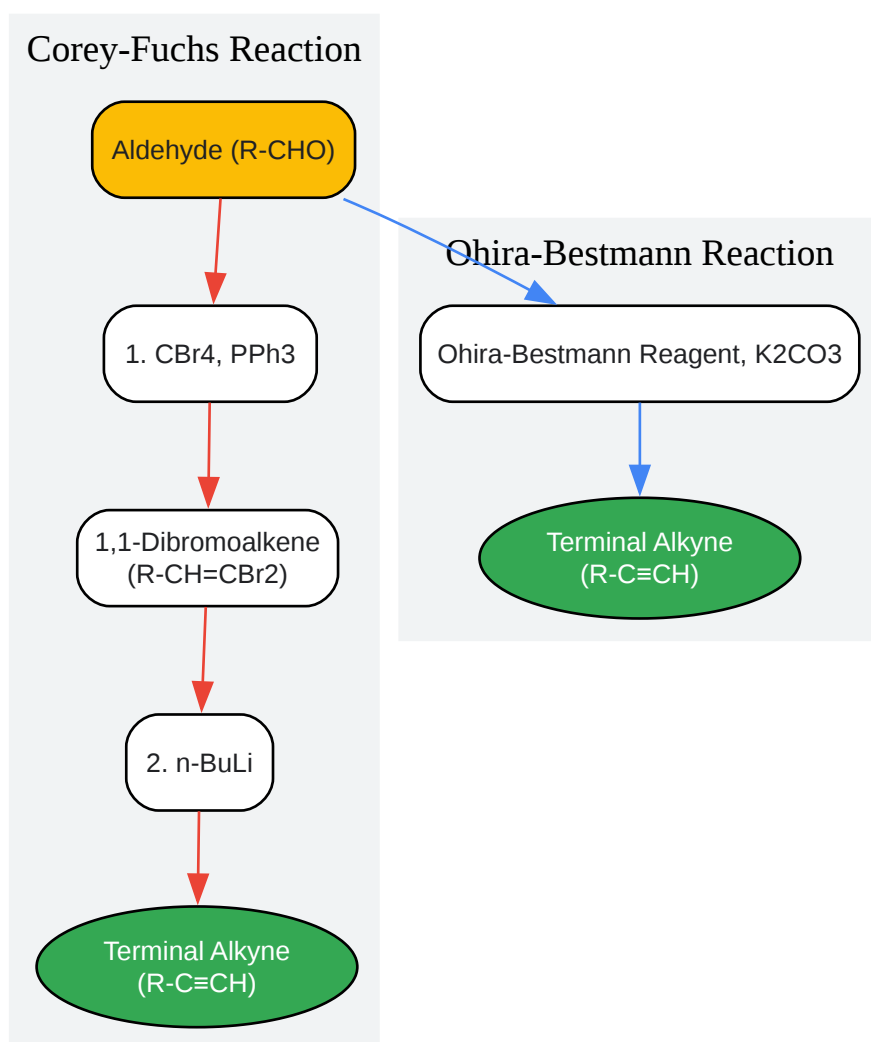 Corey-Fuchs Reaction
Aldehyde (R-CHO)
1. CBr4, PPh3
1,1-Dibromoalkene
(R-CH=CBr2)
2. n-BuLi
Terminal Alkyne
(R-C≡CH)
Ohira-Bestmann Reaction
Ohira-Bestmann Reagent, K2CO3
Terminal Alkyne
(R-C≡CH)